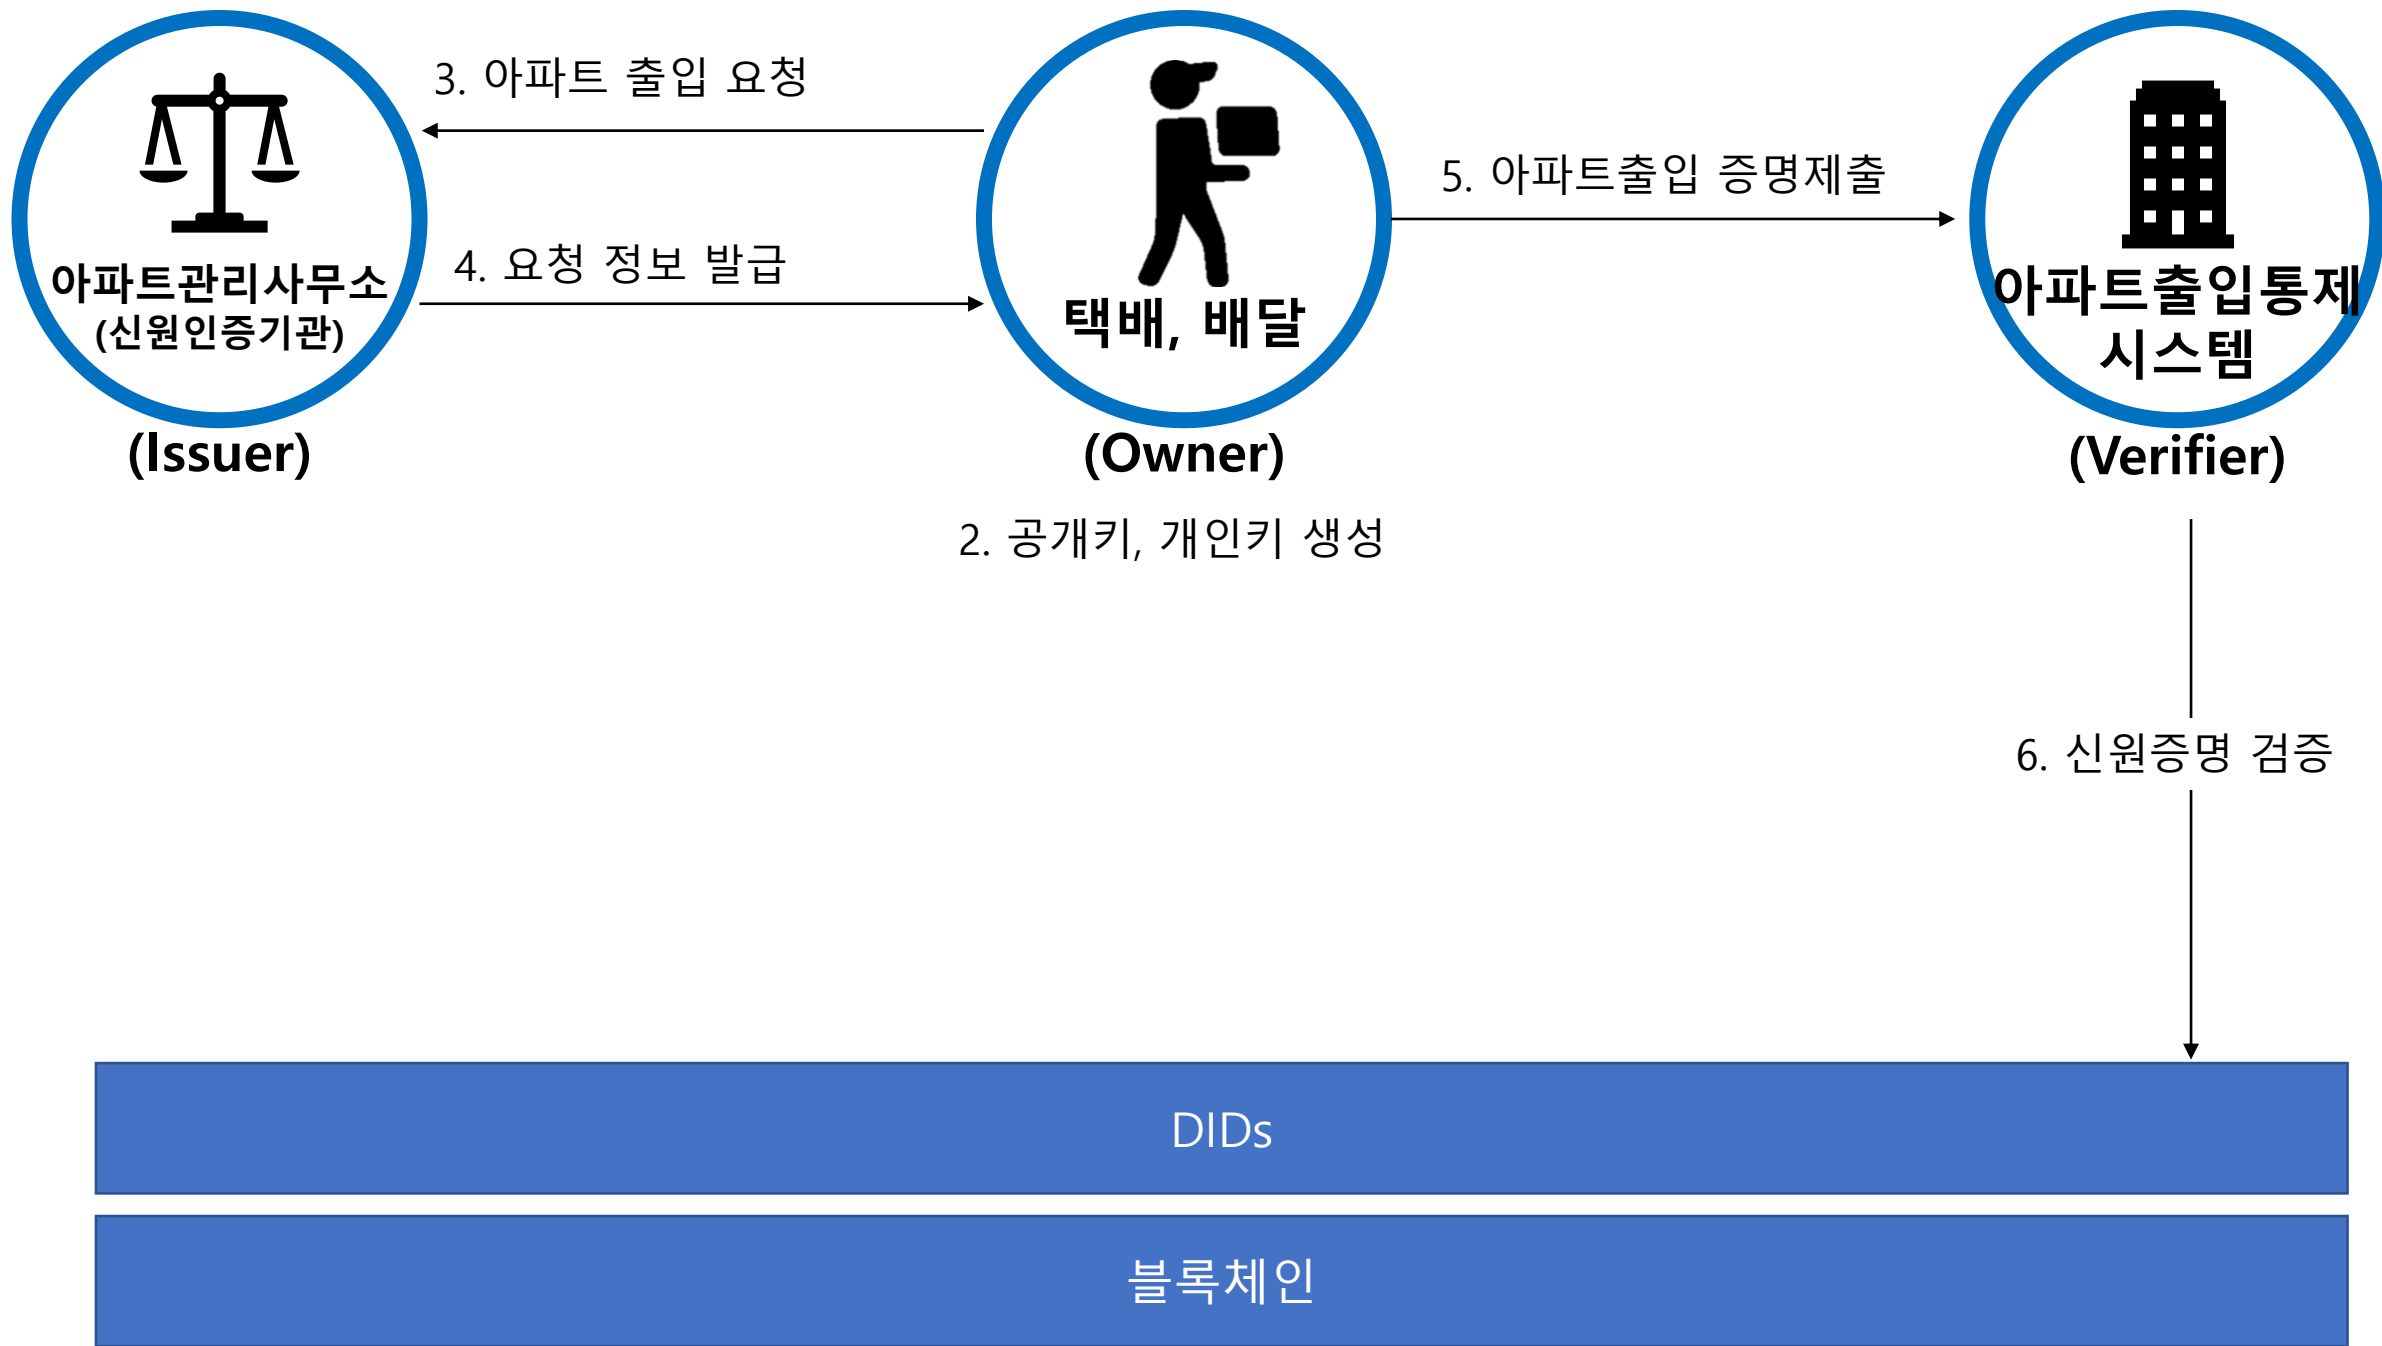 3. 아파트 출입 요청
5. 아파트출입 증명제출
4. 요청 정보 발급
아파트관리사무소
(신원인증기관)
택배, 배달
아파트출입통제
시스템
(Issuer)
(Owner)
(Verifier)
2. 공개키, 개인키 생성
6. 신원증명 검증
DIDs
블록체인